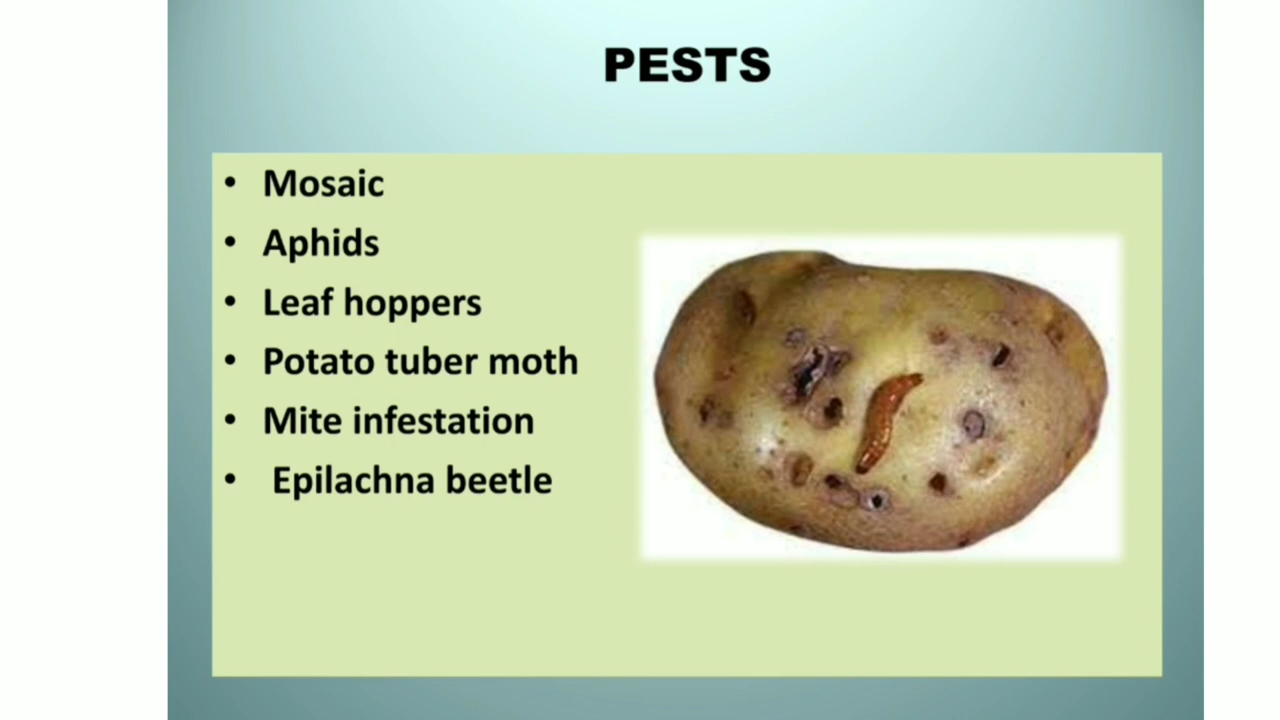 PESTS
• Mosaic
• Aphids
• Leaf hoppers
• Potato tuber moth
• Mite infestation
• Epilachna beetle